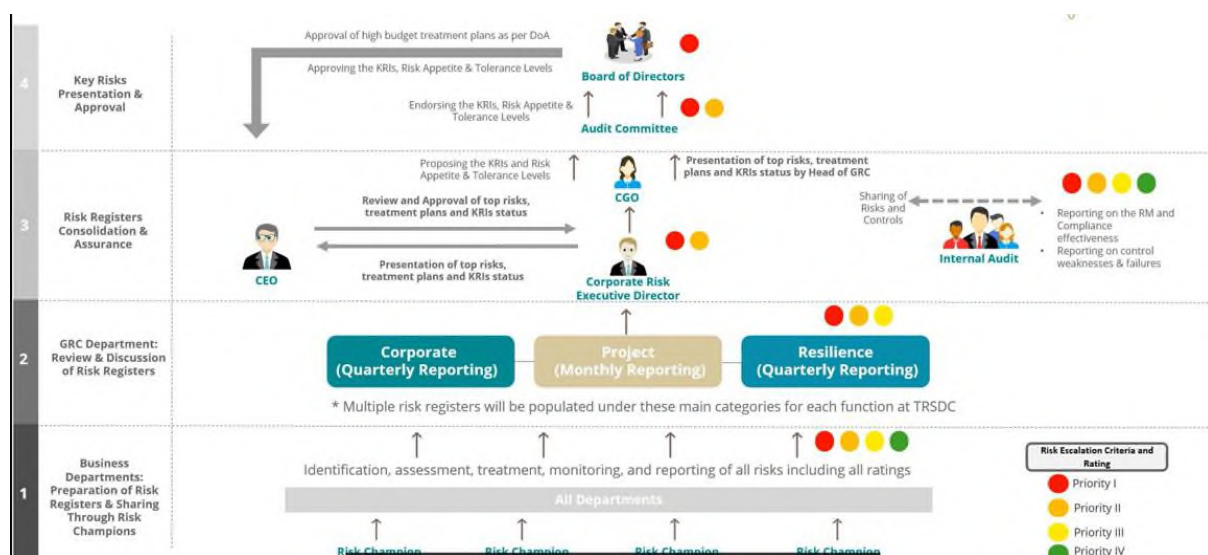 Approval of high budget treatment plans as per DoA
Approving the KRIs, Risk Appetite & Tolerance Levels
Board of Directors
4
Key Risks
Presentation &
Approval
Endorsing the KRIs, Risk Appetite &
Tolerance Levels
Audit Committee
Proposing the KRIs and Risk
Appetite & Tolerance Levels
Presentation of top risks, treatment
plans and KRIs status by Head of GRC
CGO
3
Risk Registers
Consolidation &
Assurance
Review and Approval of top risks,
treatment plans and KRIs status
Presentation of top risks,
treatment plans and KRIs status
CEO
Corporate Risk
Executive Director
Sharing of
Risks and
Controls
Internal Audit
• Reporting on the RM and
Compliance
effectiveness
• Reporting on control
weaknesses & failures
2
GRC Department:
Review & Discussion
of Risk Registers
Corporate
(Quarterly Reporting)
Project
(Monthly Reporting)
Resilience
(Quarterly Reporting)
* Multiple risk registers will be populated under these main categories for each function at TRSDC
1
Business
Departments:
Preparation of Risk
Registers & Sharing
Through Risk
Champions
Identification, assessment, treatment, monitoring, and reporting of all risks including all ratings
All Departments
Risk Champion
Risk Champion
Risk Champion
Risk Champion
Risk Escalation Criteria and
Rating
Priority I
Priority II
Priority III
Priority IV